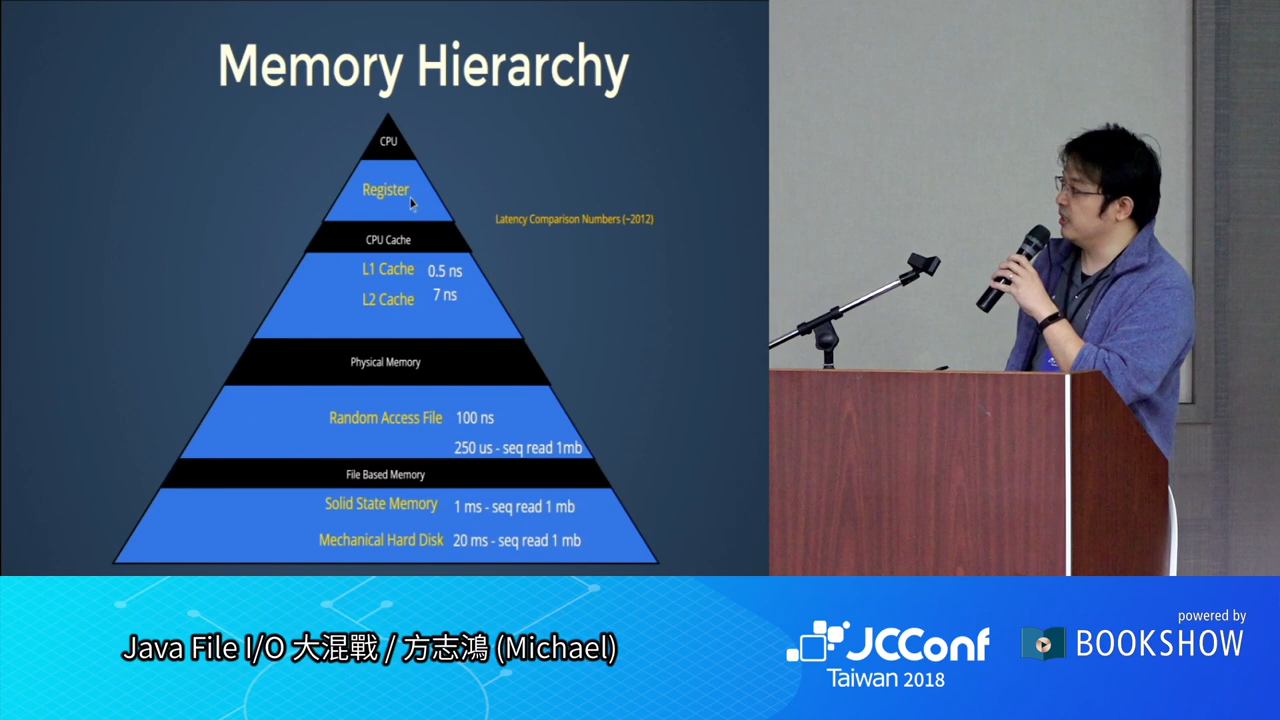 Memory Hierarchy
CPU
Register
Latency Comparison Numbers (~2012)
CPU Cache
L1 Cache 0.5 ns
L2 Cache 7 ns
Physical Memory
Random Access File 100 ns
250 us - seq read 1mb
File Based Memory
Solid State Memory 1 ms - seq read 1 mb
Mechanical Hard Disk 20 ms - seq read 1 mb
Java File I/O 大混戰 / 方志鴻 (Michael)
JCConf
Taiwan 2018
powered by
BOOKSHOW